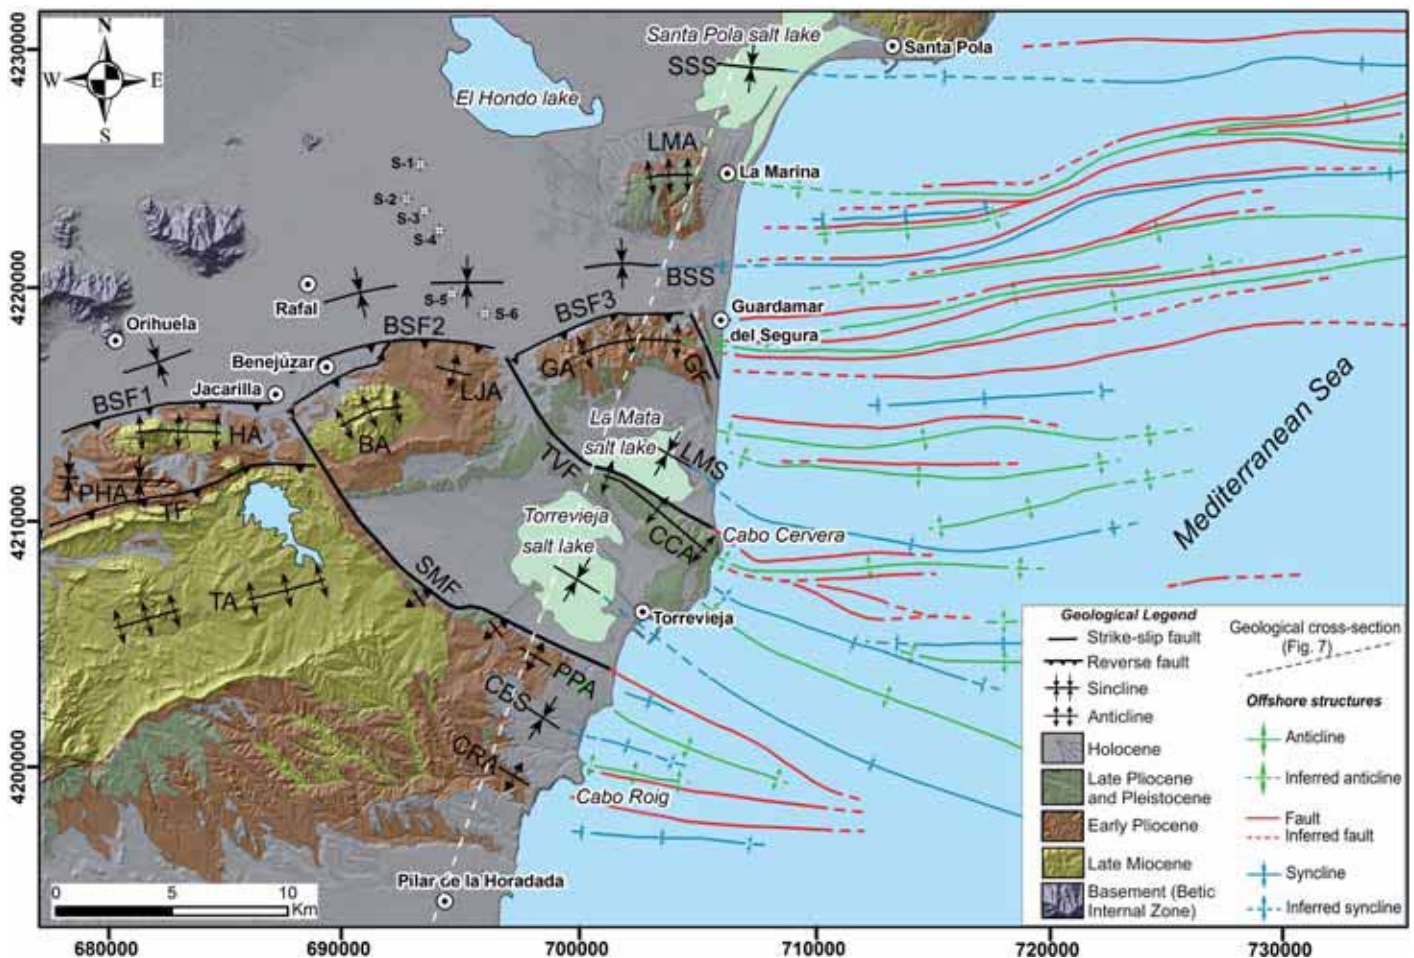 N
W
E
S
Santa Pola salt lake
Santa Pola
SSS
El Hondo lake
LMA
La Marina
S-1
S-2
S-3
S-4
BSS
Rafal
S-5
S-6
BSF3
Guardamar
del Segura
Orihuela
BSF2
Benejúzar
Jacarilla
BSF1
LJA
GA
GF
HA
BA
La Mata
salt lake
LMS
TVF
PHA
TF
Torrevieja
salt lake
CCA
Cabo Cervera
Mediterranean Sea
SMF
TA
Torrevieja
PPA
CBS
CRA
Cabo Roig
Pilar de la Horadada
0
5
10
Km
4230000
4220000
4210000
4200000
680000
690000
700000
710000
720000
730000
Geological Legend
Strike-slip fault
Reverse fault
Sincline
Anticline
Holocene
Late Pliocene
and Pleistocene
Early Pliocene
Late Miocene
Basement (Betic
Internal Zone)
Geological cross-section
(Fig. 7)
Offshore structures
Anticline
Inferred anticline
Fault
Inferred fault
Syncline
Inferred syncline